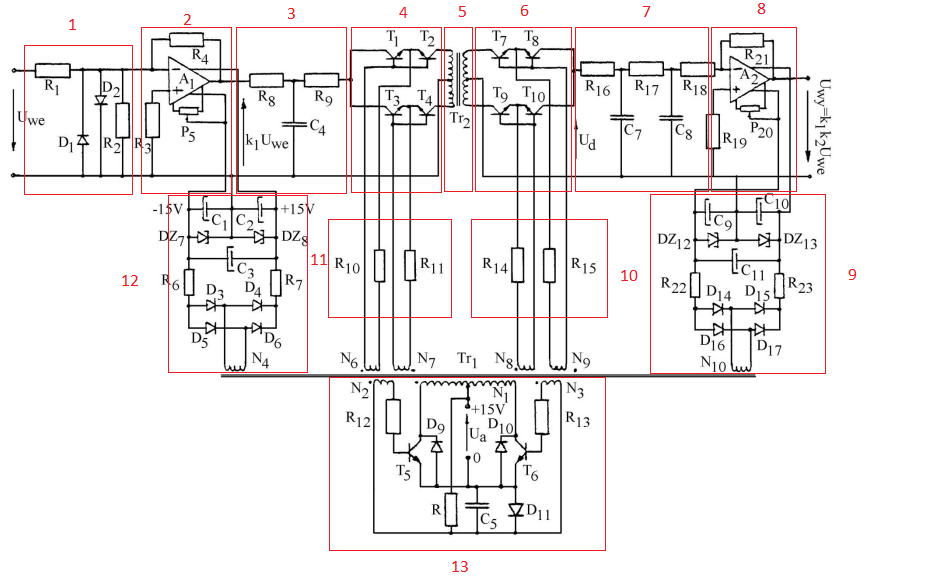 1
2
3
4
5
6
7
8
R₄
A₁
P₅
R₁
D₂
D₁
R₂
R₃
Uwe
R₈
R₉
k₁Uwe
C₄
T₁
T₂
T₃
T₄
Tr₂
T₇
T₈
T₉
T₁₀
Ud
R₁₆
R₁₇
R₁₈
C₇
C₈
R₁₉
R₂₁
A₂
P₂₀
Uwy=k₁k₂Uwe
-15V
+15V
C₁
C₂
DZ₇
DZ₈
C₃
R₆
R₇
D₃
D₄
D₅
D₆
N₄
12
11
R₁₀
R₁₁
R₁₄
R₁₅
10
C₉
C₁₀
DZ₁₂
DZ₁₃
C₁₁
R₂₂
R₂₃
D₁₄
D₁₅
D₁₆
D₁₇
N₁₀
9
N₆
N₇
Tr₁
N₈
N₉
N₂
N₁
N₃
R₁₂
+15V
R₁₃
D₉
Ua
D₁₀
0
T₅
T₆
R
C₅
D₁₁
13